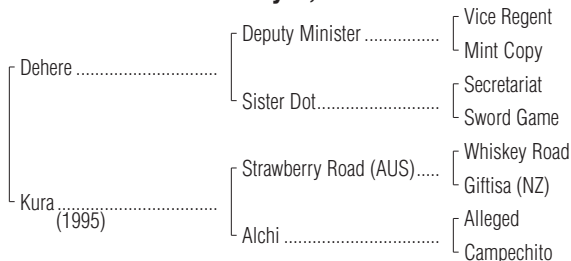 Vice Regent
Deputy Minister ................
Mint Copy
Dehere ..............................
Secretariat
Sister Dot..........................
Sword Game
Whiskey Road
Strawberry Road (AUS).....
Giftisa (NZ)
Kura..................................
(1995)
Alleged
Alchi .................................
Campechito